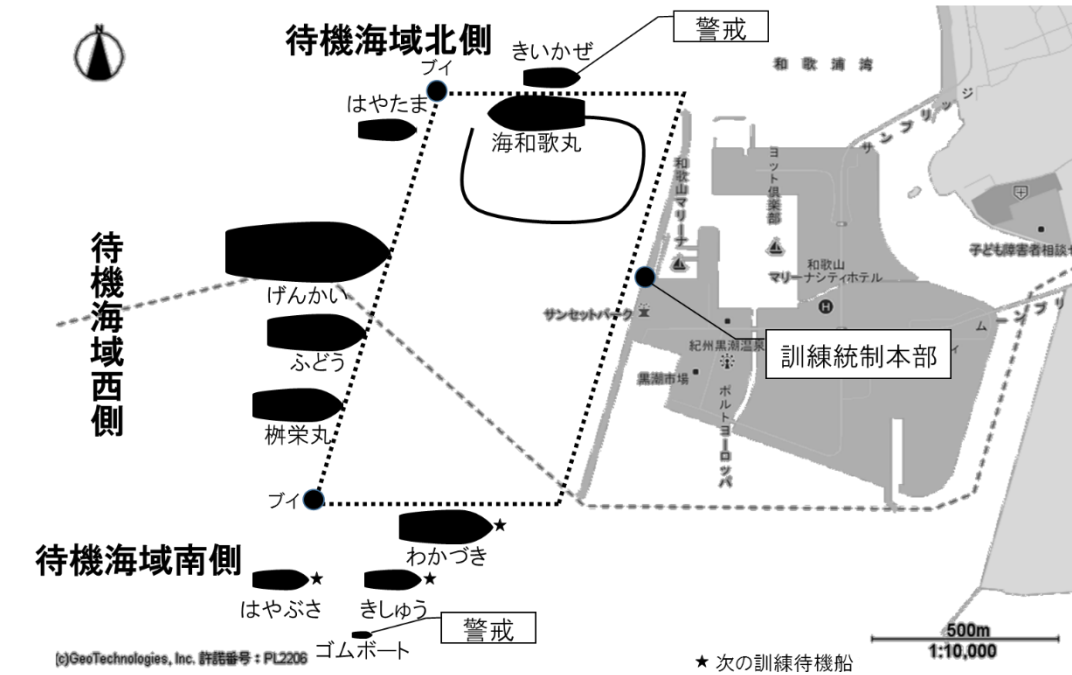 N
待機海域北側
きいかぜ
警戒
ブイ
はやたま
海和歌丸
和歌浦湾
サンブリッジ
和歌山マリーナ
ヨット倶楽部
待機海域西側
げんかい
ふどう
桝栄丸
ブイ
サンセットパーク
和歌山
マリーナシティホテル
H
紀州黒潮温泉
黒潮市場
ポルトヨーロッパ
訓練統制本部
ィ
ムーンブリ
子ども障害者相談セ
待機海域南側
わかづき
★
はやぶさ
★
きしゅう
★
ゴムボート
警戒
(c)GeoTechnologies, Inc. 許諾番号：PL2206
500m
1:10,000
★ 次の訓練待機船